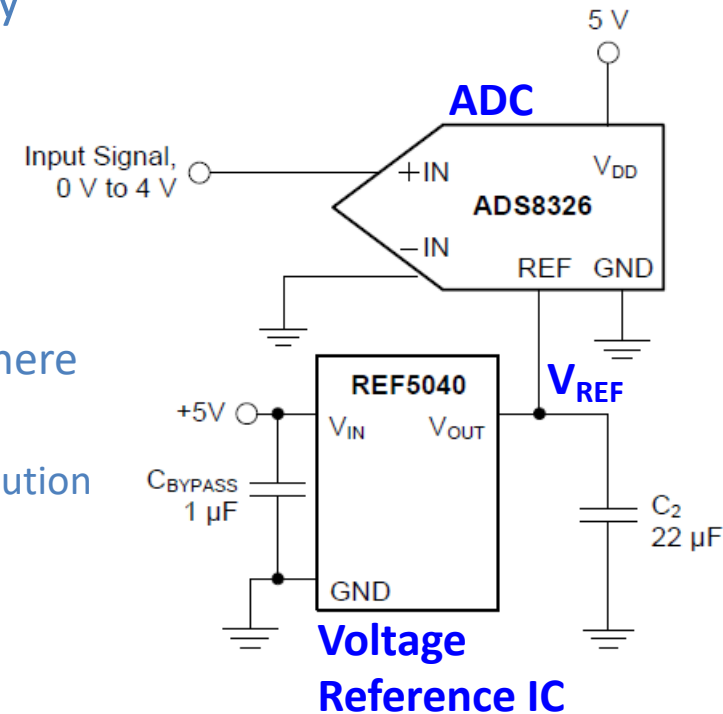 y
5 V
ADC
Input Signal,
0 V to 4 V
+IN
VDD
ADS8326
−IN
REF GND
here
REF5040
VREF
+5V
VIN
VOUT
ution
CBYPASS
1 µF
C2
22 µF
GND
Voltage
Reference IC